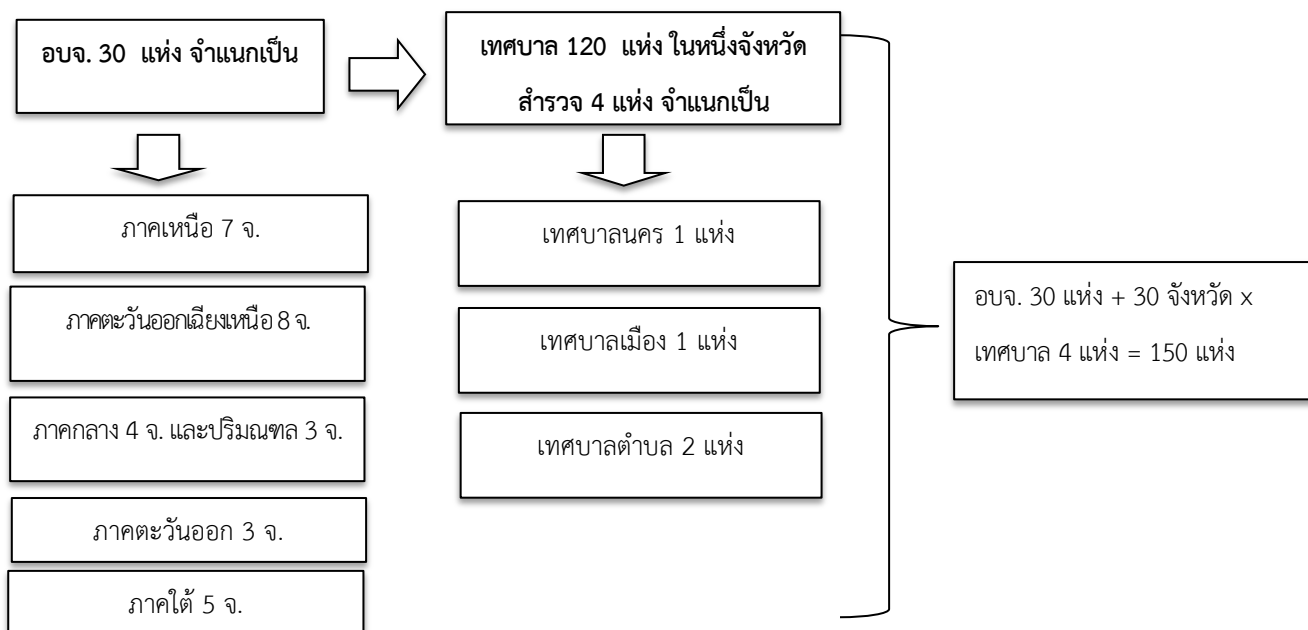 อบจ. 30 แห่ง จำแนกเป็น
เทศบาล 120 แห่ง ในหนึ่งจังหวัด
สำรวจ 4 แห่ง จำแนกเป็น
ภาคเหนือ 7 จ.
ภาคตะวันออกเฉียงเหนือ 8 จ.
ภาคกลาง 4 จ. และปริมณฑล 3 จ.
ภาคตะวันออก 3 จ.
ภาคใต้ 5 จ.
เทศบาลนคร 1 แห่ง
เทศบาลเมือง 1 แห่ง
เทศบาลตำบล 2 แห่ง
อบจ. 30 แห่ง + 30 จังหวัด x
เทศบาล 4 แห่ง = 150 แห่ง